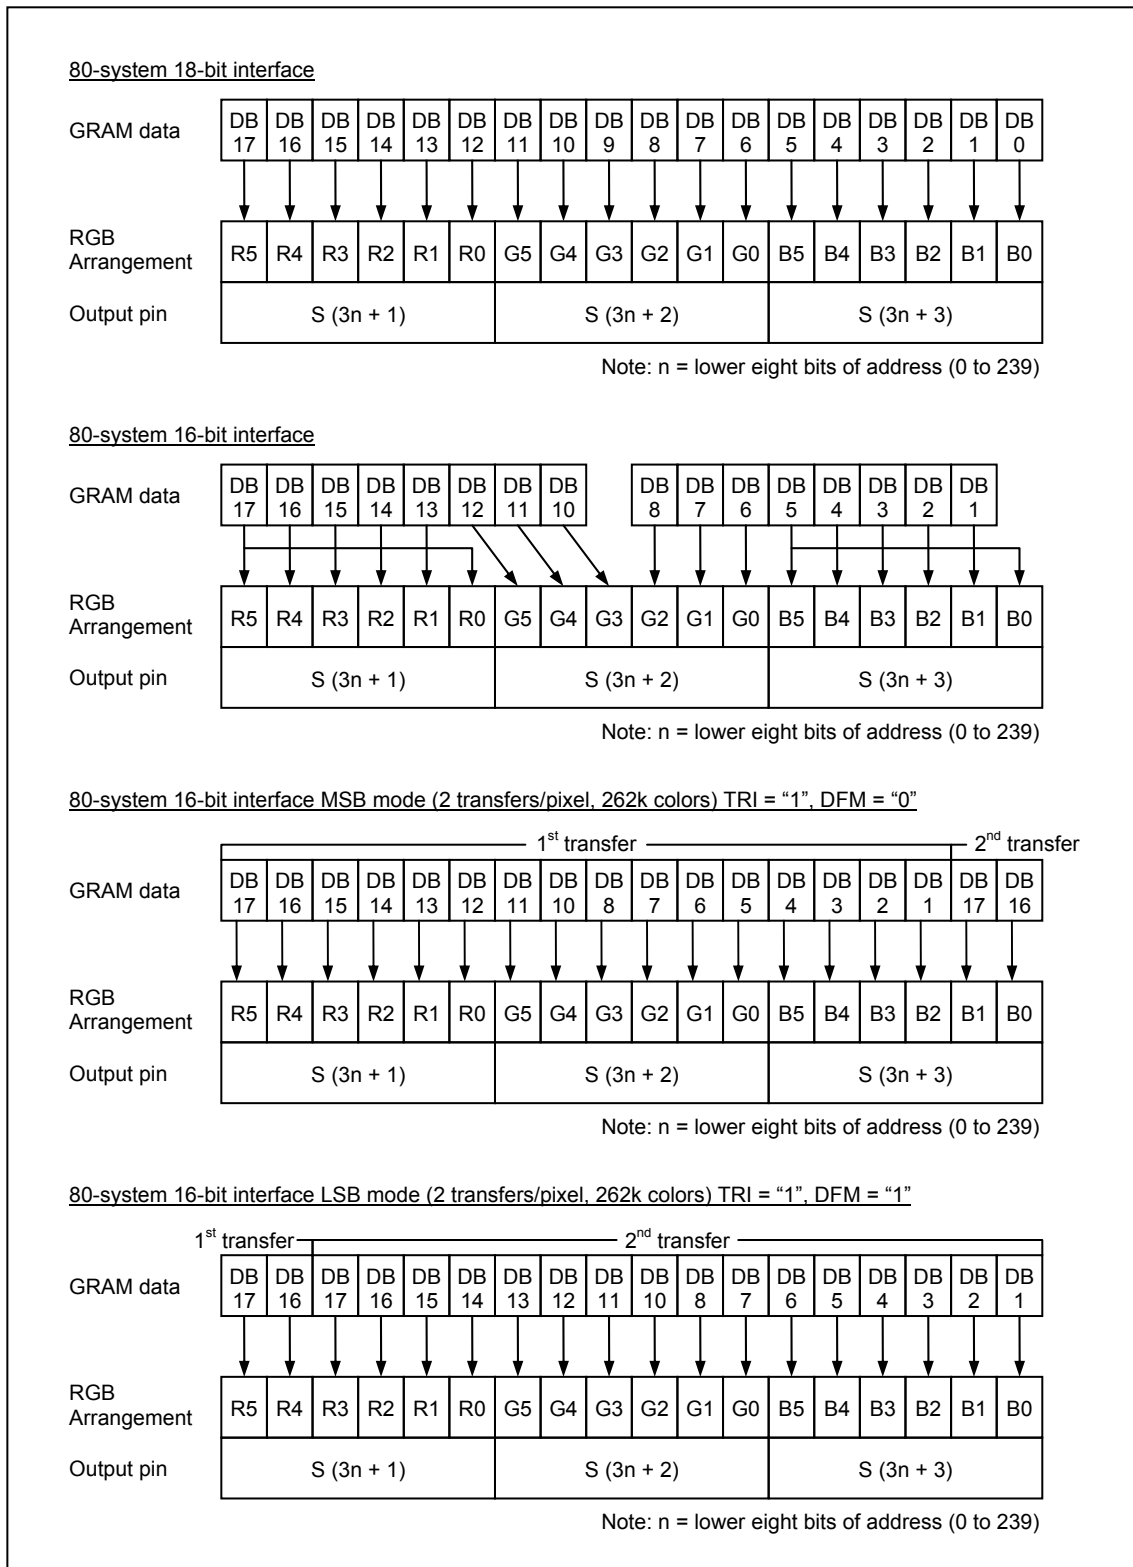 80-system 18-bit interface
GRAM data DB 17 DB 16 DB 15 DB 14 DB 13 DB 12 DB 11 DB 10 DB 9 DB 8 DB 7 DB 6 DB 5 DB 4 DB 3 DB 2 DB 1 DB 0
RGB Arrangement R5 R4 R3 R2 R1 R0 G5 G4 G3 G2 G1 G0 B5 B4 B3 B2 B1 B0
Output pin S (3n + 1) S (3n + 2) S (3n + 3)
Note: n = lower eight bits of address (0 to 239)
80-system 16-bit interface
GRAM data DB 17 DB 16 DB 15 DB 14 DB 13 DB 12 DB 11 DB 10 DB 8 DB 7 DB 6 DB 5 DB 4 DB 3 DB 2 DB 1
RGB Arrangement R5 R4 R3 R2 R1 R0 G5 G4 G3 G2 G1 G0 B5 B4 B3 B2 B1 B0
Output pin S (3n + 1) S (3n + 2) S (3n + 3)
Note: n = lower eight bits of address (0 to 239)
80-system 16-bit interface MSB mode (2 transfers/pixel, 262k colors) TRI = “1”, DFM = “0”
1st transfer 2nd transfer
GRAM data DB 17 DB 16 DB 15 DB 14 DB 13 DB 12 DB 11 DB 10 DB 8 DB 7 DB 6 DB 5 DB 4 DB 3 DB 2 DB 1 DB 17 DB 16
RGB Arrangement R5 R4 R3 R2 R1 R0 G5 G4 G3 G2 G1 G0 B5 B4 B3 B2 B1 B0
Output pin S (3n + 1) S (3n + 2) S (3n + 3)
Note: n = lower eight bits of address (0 to 239)
80-system 16-bit interface LSB mode (2 transfers/pixel, 262k colors) TRI = “1”, DFM = “1”
1st transfer 2nd transfer
GRAM data DB 17 DB 16 DB 17 DB 16 DB 15 DB 14 DB 13 DB 12 DB 11 DB 10 DB 8 DB 7 DB 6 DB 5 DB 4 DB 3 DB 2 DB 1
RGB Arrangement R5 R4 R3 R2 R1 R0 G5 G4 G3 G2 G1 G0 B5 B4 B3 B2 B1 B0
Output pin S (3n + 1) S (3n + 2) S (3n + 3)
Note: n = lower eight bits of address (0 to 239)